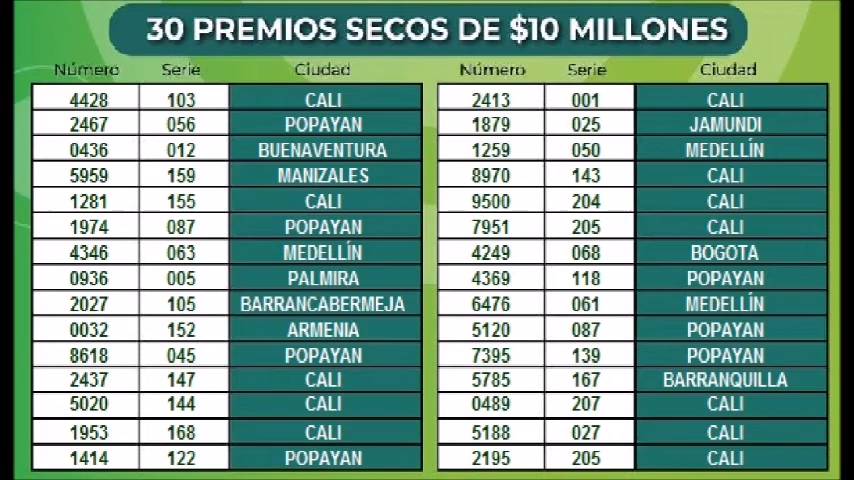 30 PREMIOS SECOS DE $10 MILLONES
Número Serie Ciudad
4428 103 CALI
2467 056 POPAYAN
0436 012 BUENAVENTURA
5959 159 MANIZALES
1281 155 CALI
1974 087 POPAYAN
4346 063 MEDELLÍN
0936 005 PALMIRA
2027 105 BARRANCABERMEJA
0032 152 ARMENIA
8618 045 POPAYAN
2437 147 CALI
5020 144 CALI
1953 168 CALI
1414 122 POPAYAN
Número Serie Ciudad
2413 001 CALI
1879 025 JAMUNDI
1259 050 MEDELLÍN
8970 143 CALI
9500 204 CALI
7951 205 CALI
4249 068 BOGOTA
4369 118 POPAYAN
6476 061 MEDELLÍN
5120 087 POPAYAN
7395 139 POPAYAN
5785 167 BARRANQUILLA
0489 207 CALI
5188 027 CALI
2195 205 CALI